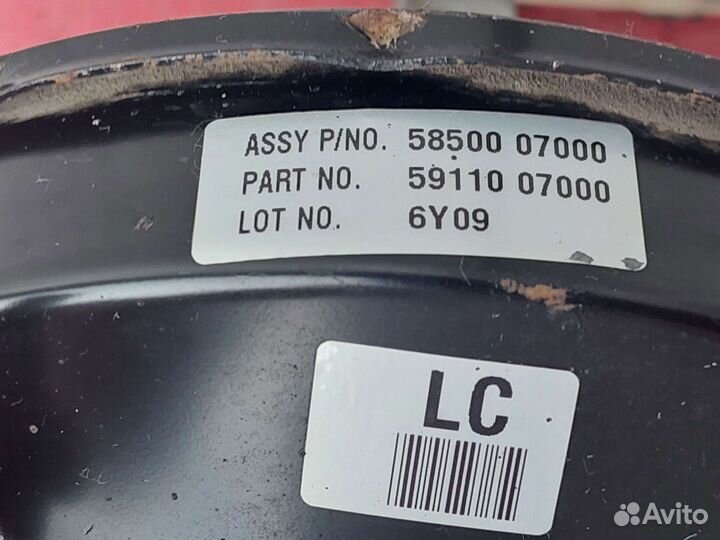 ASSY P/NO. 58500 07000
PART NO. 59110 07000
LOT NO. 6Y09
LC
Avito